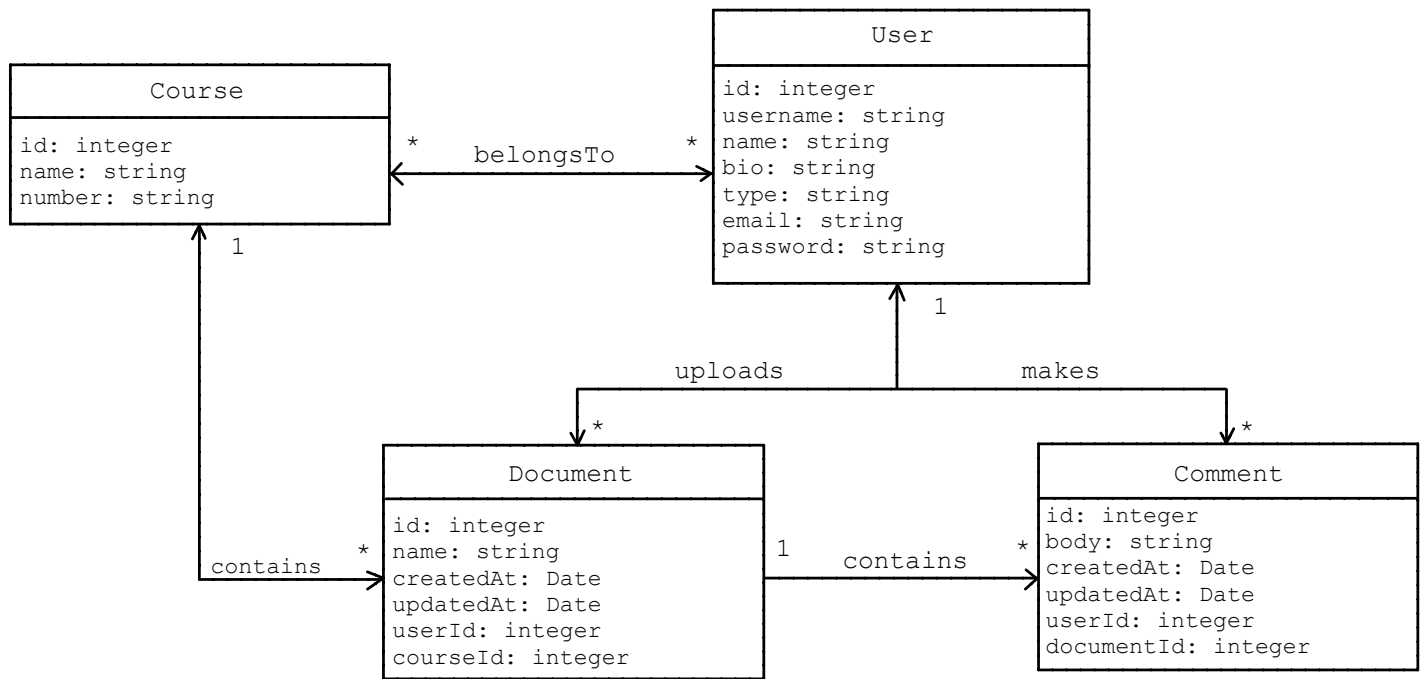 User
id: integer
username: string
name: string
bio: string
type: string
email: string
password: string
Course
id: integer
name: string
number: string
*
belongsTo
*
1
1
uploads
makes
*
*
Document
id: integer
name: string
createdAt: Date
updatedAt: Date
userId: integer
courseId: integer
*
contains
1
contains
*
Comment
id: integer
body: string
createdAt: Date
updatedAt: Date
userId: integer
documentId: integer